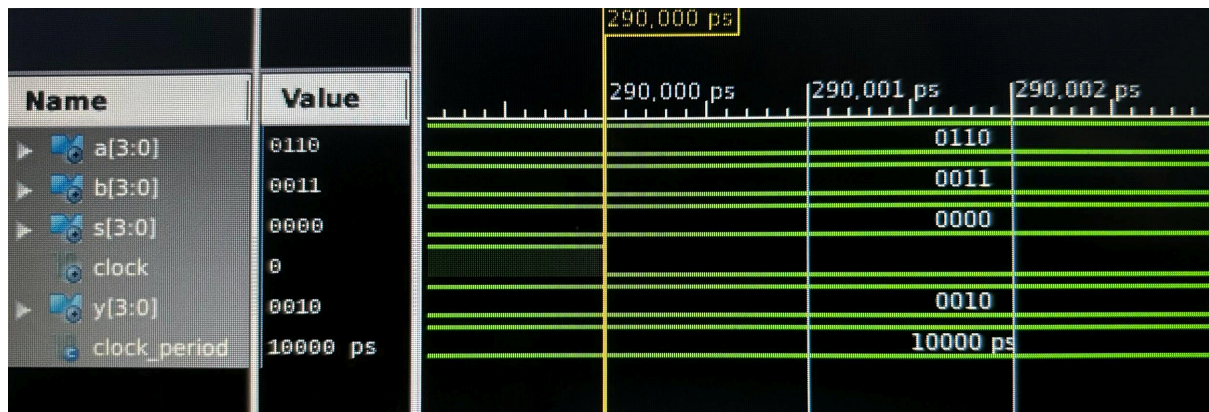 290,000 ps
Name Value 290,000 ps 290,001 ps 290,002 ps
a[3:0] 0110 0110
b[3:0] 0011 0011
s[3:0] 0000 0000
clock 0
y[3:0] 0010 0010
clock_period 10000 ps 10000 ps